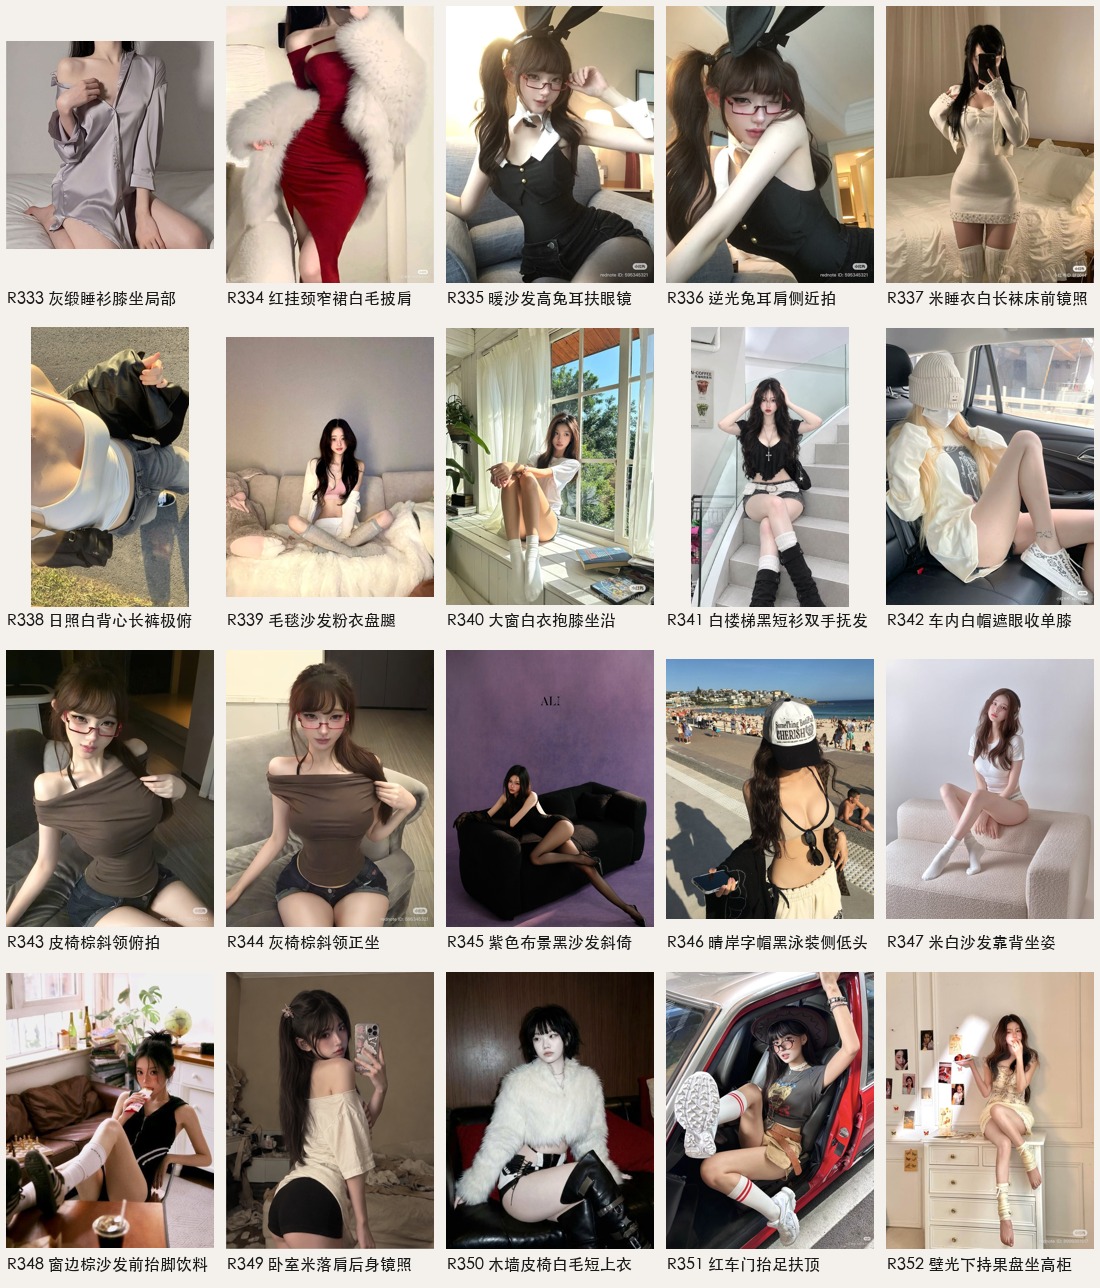 R333 灰缎睡衫膝坐局部
R334 红挂颈窄裙白毛披肩
R335 暖沙发高兔耳扶眼镜
R336 逆光兔耳肩侧近拍
R337 米睡衣白长袜床前镜照
R338 日照白背心长裤极俯
R339 毛毯沙发粉衣盘腿
R340 大窗白衣抱膝坐沿
R341 白楼梯黑短衫双手抚发
R342 车内白帽遮眼收单膝
AL!
Something Beautiful
CHERISH
R343 皮椅棕斜领俯拍
R344 灰椅棕斜领正坐
R345 紫色布景黑沙发斜倚
R346 晴岸字帽黑泳装侧低头
R347 米白沙发靠背坐姿
R348 窗边棕沙发前抬脚饮料
R349 卧室米落肩后身镜照
R350 木墙皮椅白毛短上衣
R351 红车门抬足扶顶
R352 壁光下持果盘坐高柜